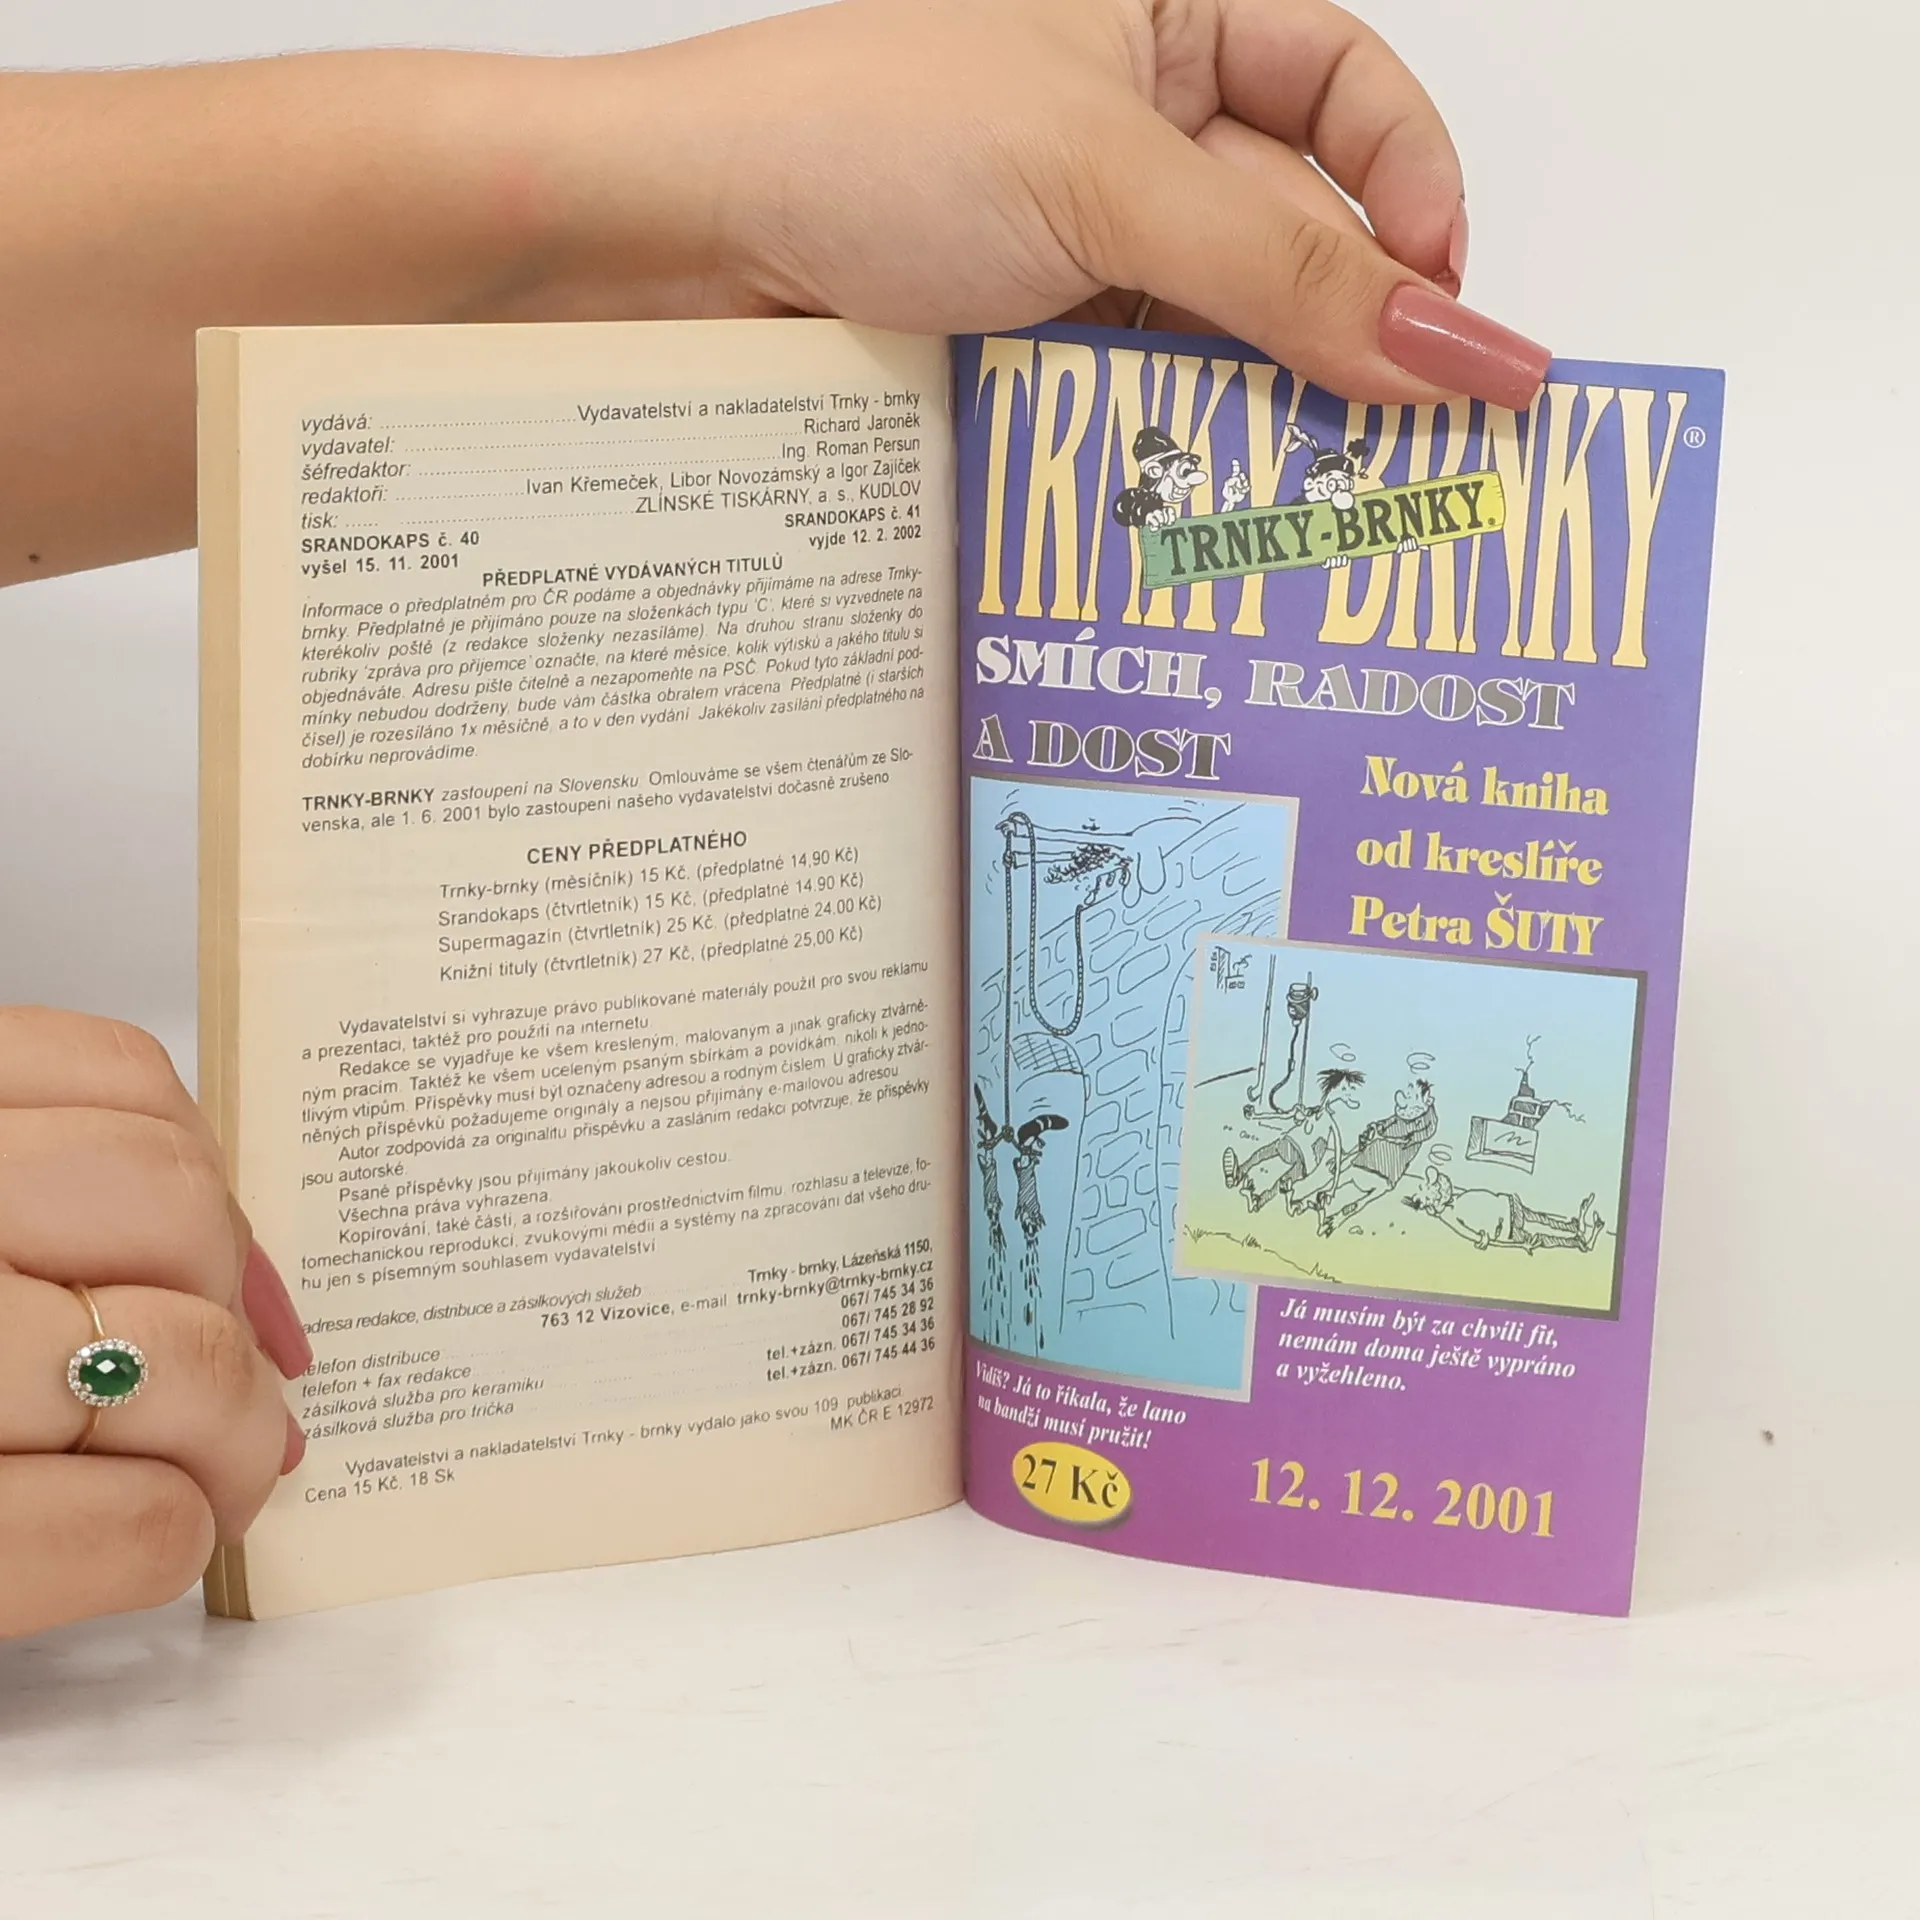 vydává: ..... Vydavatelství a nakladatelství Trnky - brnky
vydavatel: ..... Richard Jaroněk
šéfredaktor: ..... Ing. Roman Persun
redaktoři: ..... Ivan Křemeček, Libor Novozámský a Igor Zajíček
tisk: ..... ZLÍNSKÉ TISKÁRNY, a. s., KUDLOV
SRANDOKAPS č. 40 SRANDOKAPS č. 41
vyšel 15. 11. 2001 vyjde 12. 2. 2002
PŘEDPLATNÉ VYDÁVANÝCH TITULŮ
Informace o předplatném pro ČR podáme a objednávky přijímáme na adrese Trnky-
brnky. Předplatné je přijímáno pouze na složenkách typu 'C', které si vyzvednete na
kterékoliv poště (z redakce složenky nezasíláme). Na druhou stranu složenky do
rubriky 'zpráva pro příjemce' označte, na které měsíce, kolik výtisků a jakého titulu si
objednáváte. Adresu pište čitelně a nezapomeňte na PSČ. Pokud tyto základní pod-
mínky nebudou dodrženy, bude vám částka obratem vrácena. Předplatné (i starších
čísel) je rozesíláno 1x měsíčně, a to v den vydání. Jakékoliv zasílání předplatného na
dobírku neprovádíme.
TRNKY-BRNKY zastoupení na Slovensku. Omlouváme se všem čtenářům ze Slo-
venska, ale 1. 6. 2001 bylo zastoupení našeho vydavatelství dočasně zrušeno
CENY PŘEDPLATNÉHO
Trnky-brnky (měsíčník) 15 Kč, (předplatné 14,90 Kč)
Srandokaps (čtvrtletník) 15 Kč, (předplatné 14.90 Kč)
Supermagazín (čtvrtletník) 25 Kč, (předplatné 24,00 Kč)
Knižní tituly (čtvrtletník) 27 Kč, (předplatné 25,00 Kč)
Vydavatelství si vyhrazuje právo publikované materiály použít pro svou reklamu
a prezentaci, taktéž pro použití na internetu.
Redakce se vyjadřuje ke všem kresleným, malovaným a jinak graficky ztvárně-
ným pracím. Taktéž ke všem uceleným psaným sbírkám a povídkám, nikoli k jedno-
tlivým vtipům. Příspěvky musí být označeny adresou a rodným číslem. U graficky ztvár-
něných příspěvků požadujeme originály a nejsou přijímány e-mailovou adresou
Autor zodpovídá za originalitu příspěvku a zasláním redakci potvrzuje, že příspěvky
jsou autorské.
Psané příspěvky jsou přijímány jakoukoliv cestou.
Všechna práva vyhrazena.
Kopírování, také částí, a rozšiřování prostřednictvím filmu, rozhlasu a televize, fo-
tomechanickou reprodukcí, zvukovými médii a systémy na zpracování dat všeho dru-
hu jen s písemným souhlasem vydavatelství
adresa redakce, distribuce a zásilkových služeb ..... Trnky - brnky, Lázeňská 1150,
763 12 Vizovice, e-mail trnky-brnky@trnky-brnky.cz
telefon distribuce ..... 067/ 745 34 36
telefon + fax redakce ..... 067/ 745 28 92
zásilková služba pro keramiku ..... tel.+zázn. 067/ 745 34 36
zásilková služba pro trička ..... tel.+zázn. 067/ 745 44 36
Vydavatelství a nakladatelství Trnky - brnky vydalo jako svou 109. publikaci
Cena 15 Kč, 18 Sk MK ČR E 12972
TRNKY-BRNKY®
TRNKY-BRNKY®
SMÍCH, RADOST
A DOST
Nová kniha
od kreslíře
Petra ŠUTY
Já musím být za chvíli fit,
nemám doma ještě vypráno
a vyžehleno.
Vidíš? Já to říkala, že lano
na bandži musí pružit!
27 Kč
12. 12. 2001